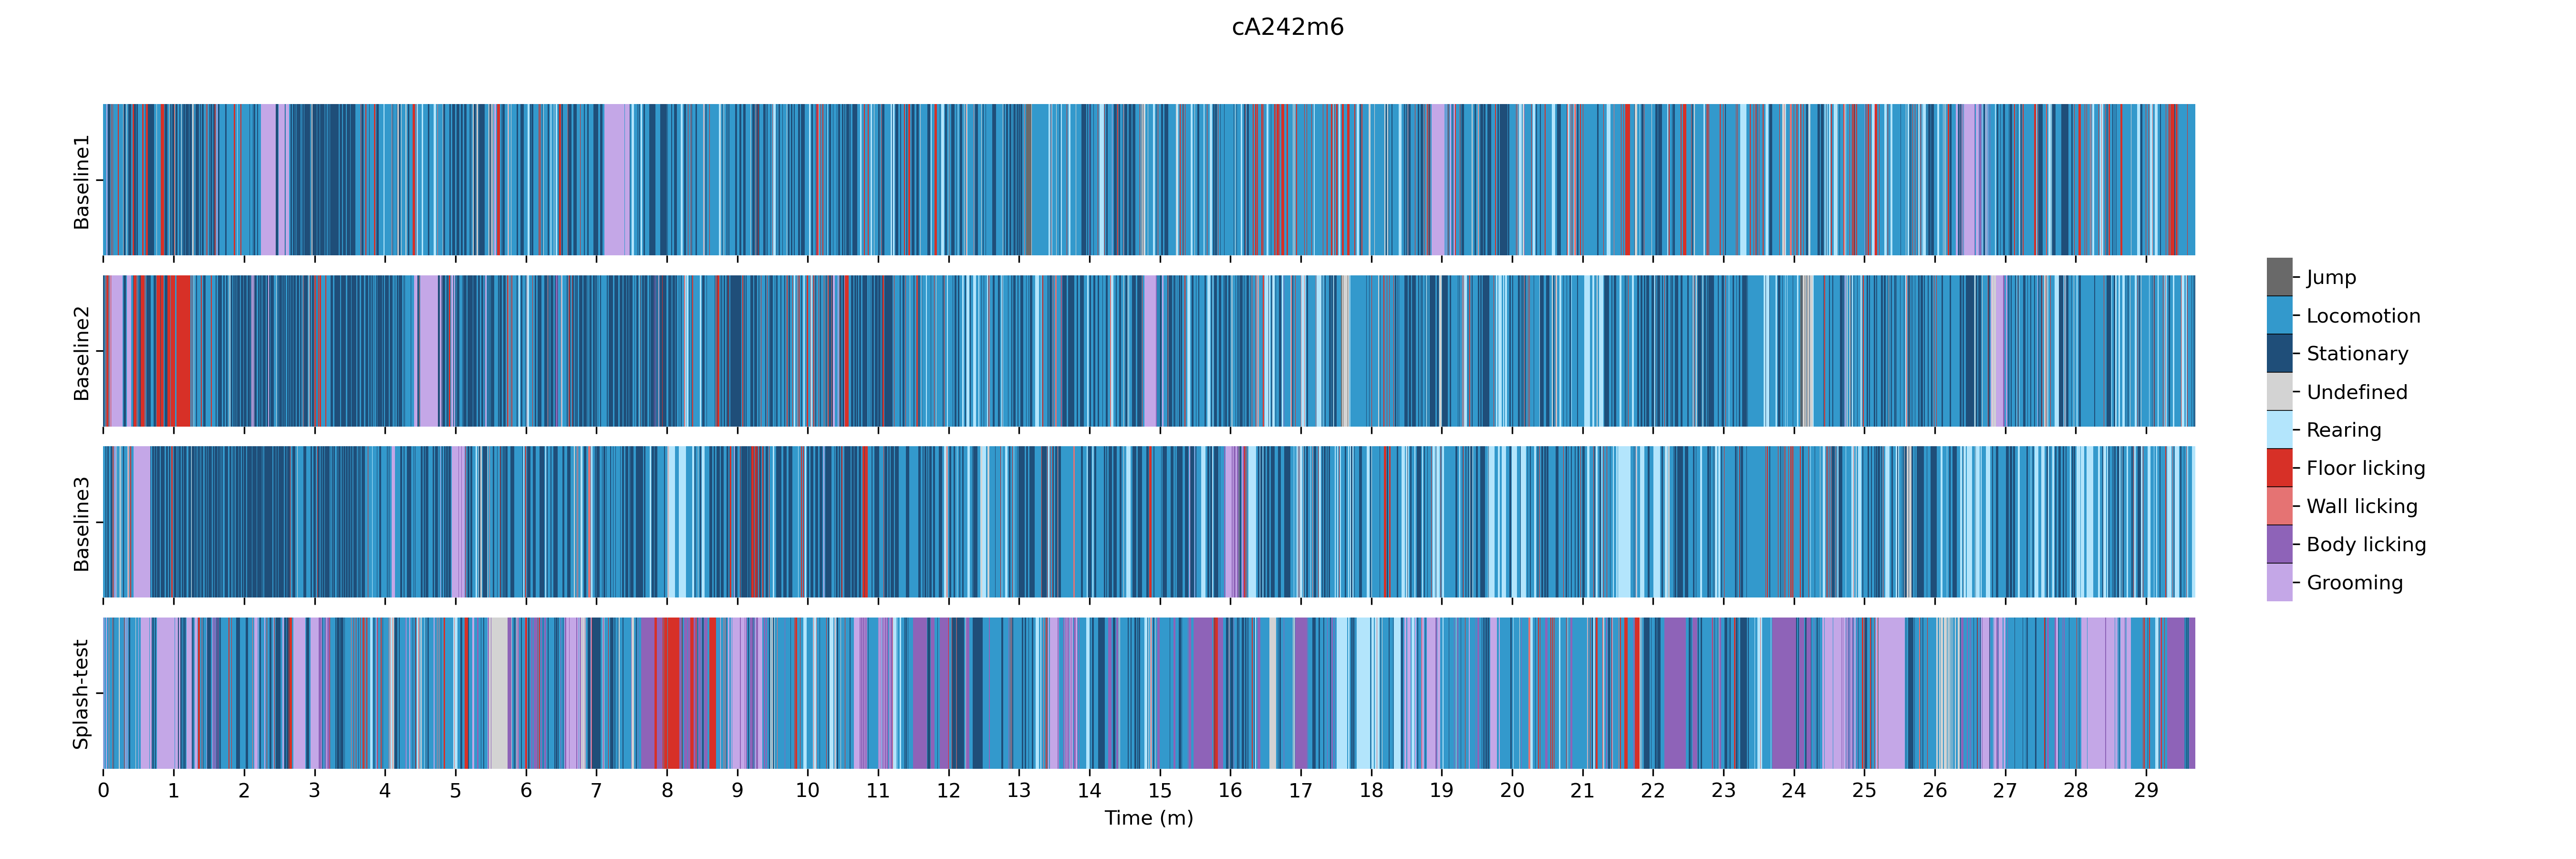 cA242m6
Baseline1
Baseline2
Baseline3
Splash-test
0 1 2 3 4 5 6 7 8 9 10 11 12 13 14 15 16 17 18 19 20 21 22 23 24 25 26 27 28 29
Time (m)
Jump
Locomotion
Stationary
Undefined
Rearing
Floor licking
Wall licking
Body licking
Grooming